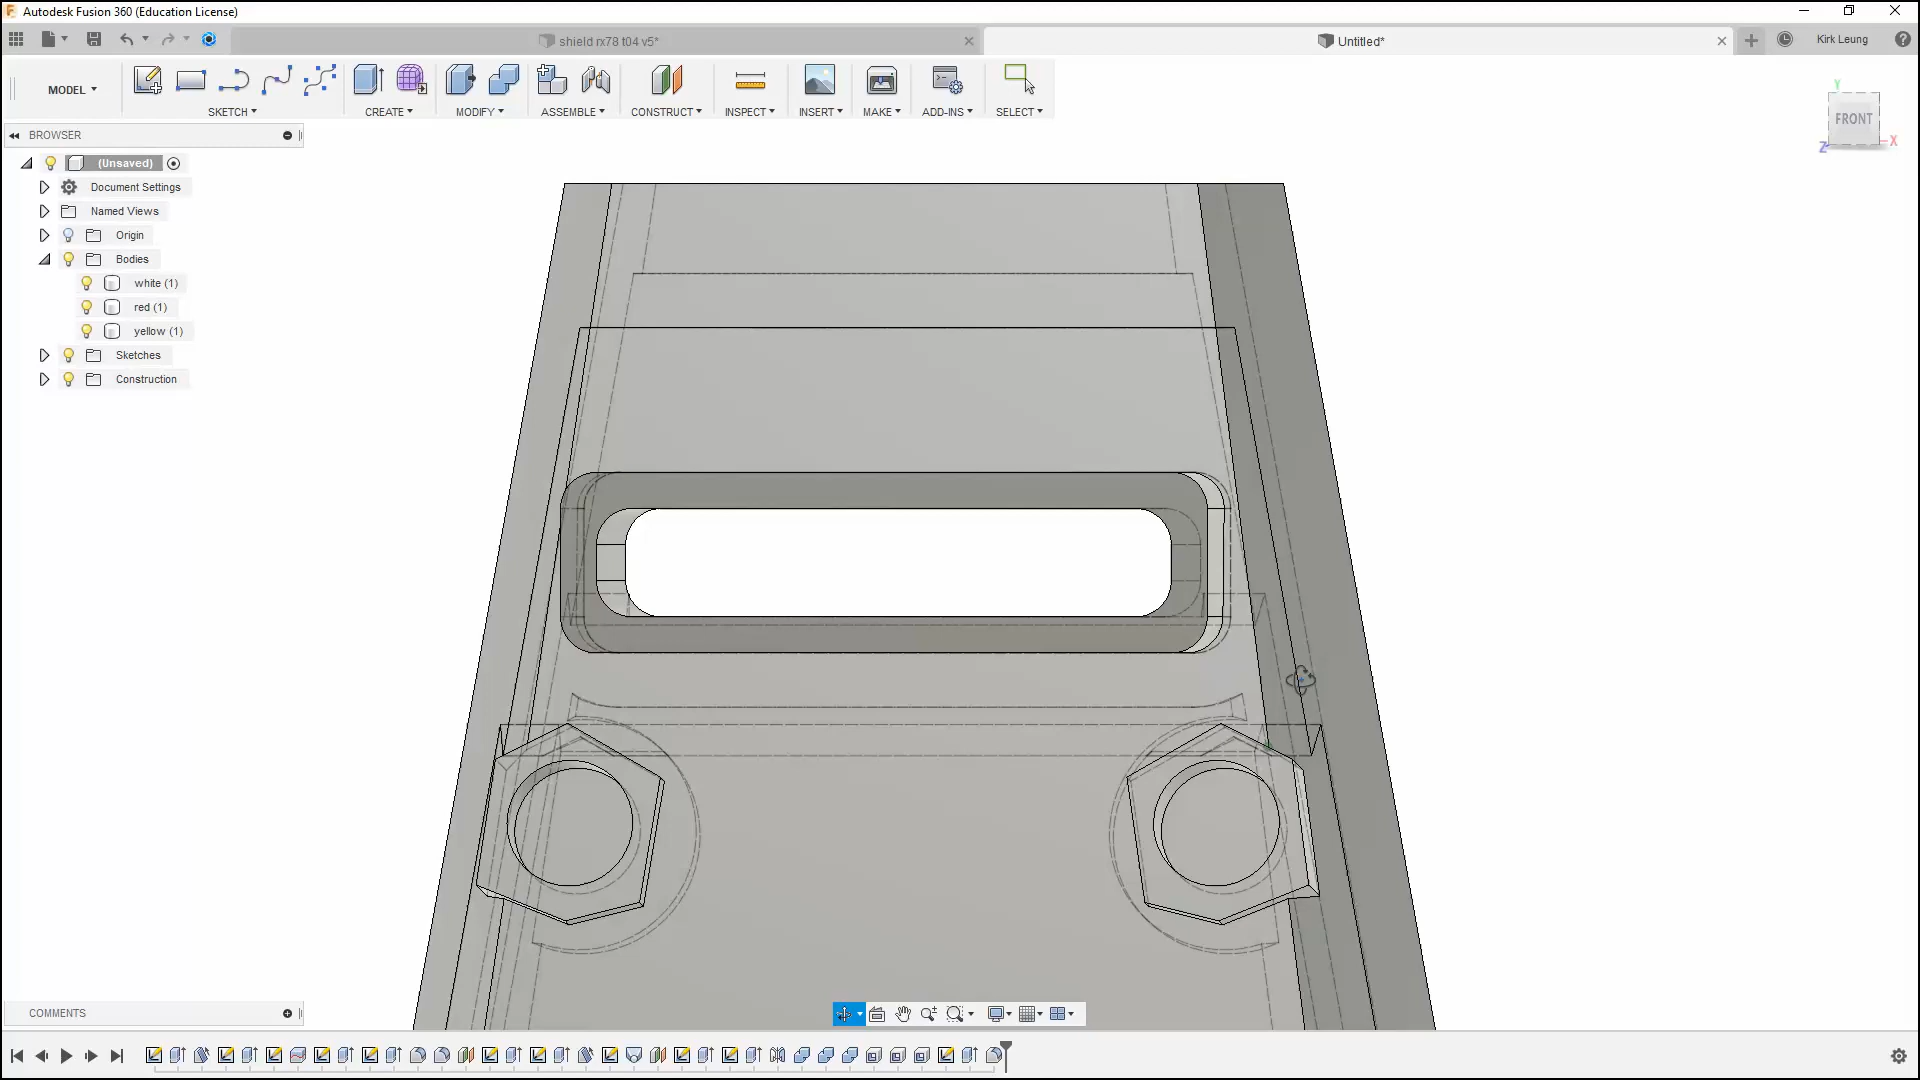 Autodesk Fusion 360 (Education License)
shield rx78 t04 v5*
Untitled*
Kirk Leung
MODEL
SKETCH
CREATE
MODIFY
ASSEMBLE
CONSTRUCT
INSPECT
INSERT
MAKE
ADD-INS
SELECT
Y
FRONT
X
Z
BROWSER
(Unsaved)
Document Settings
Named Views
Origin
Bodies
white (1)
red (1)
yellow (1)
Sketches
Construction
COMMENTS